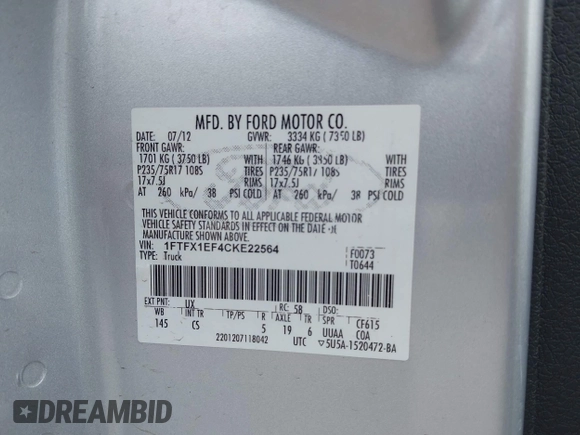 MFD. BY FORD MOTOR CO.
DATE: 07/12 GVWR: 3334 KG ( 7350 LB)
FRONT GAWR: REAR GAWR:
1701 KG ( 3750 LB) WITH 1746 KG ( 3850 LB) WITH
P235/75R17 108S TIRES P235/75R17 108S TIRES
17x7.5J RIMS 17x7.5J RIMS
AT 260 kPa/ 38 PSI COLD AT 260 kPa/ 38 PSI COLD
THIS VEHICLE CONFORMS TO ALL APPLICABLE FEDERAL MOTOR
VEHICLE SAFETY STANDARDS IN EFFECT ON THE DATE OF
MANUFACTURE SHOWN ABOVE.
VIN: 1FTFX1EF4CKE22564 F0073
TYPE: Truck T0644
EXT PNT: UX RC: 58 DSO:
WB INT TR TP/PS R AXLE TR SPR CF615
145 CS 5 19 6 UUAA COA
2201207118042 UTC ▽5U5A-1520472-BA
DREAMBID